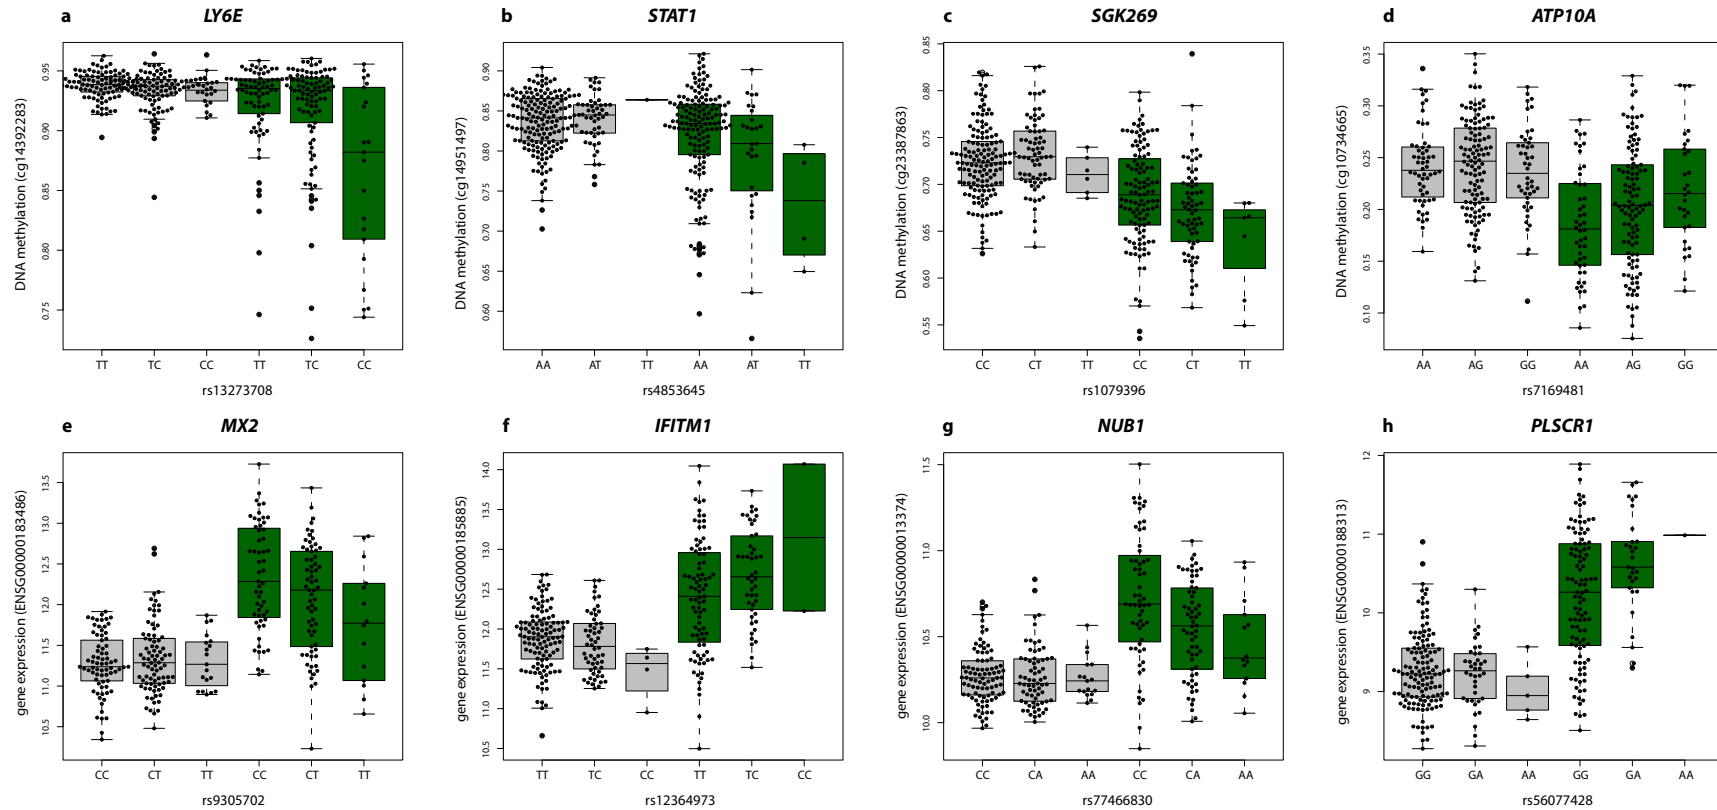 a LY6E
DNA methylation (cg14392283)
0.95
0.90
0.85
0.80
0.75
TT TC CC TT TC CC
rs13273708
b STAT1
DNA methylation (cg14951497)
0.90
0.85
0.80
0.75
0.70
0.65
0.60
AA AT TT AA AT TT
rs4853645
c SGK269
DNA methylation (cg23387863)
0.85
0.80
0.75
0.70
0.65
0.60
0.55
CC CT TT CC CT TT
rs1079396
d ATP10A
DNA methylation (cg10734665)
0.35
0.30
0.25
0.20
0.15
0.10
AA AG GG AA AG GG
rs7169481
e MX2
gene expression (ENSG00000183486)
13.5
13.0
12.5
12.0
11.5
11.0
10.5
CC CT TT CC CT TT
rs9305702
f IFITM1
gene expression (ENSG00000185885)
14.0
13.5
13.0
12.5
12.0
11.5
11.0
10.5
TT TC CC TT TC CC
rs12364973
g NUB1
gene expression (ENSG00000013374)
11.5
11.0
10.5
10.0
CC CA AA CC CA AA
rs77466830
h PLSCR1
gene expression (ENSG00000188313)
12
11
10
9
GG GA AA GG GA AA
rs56077428